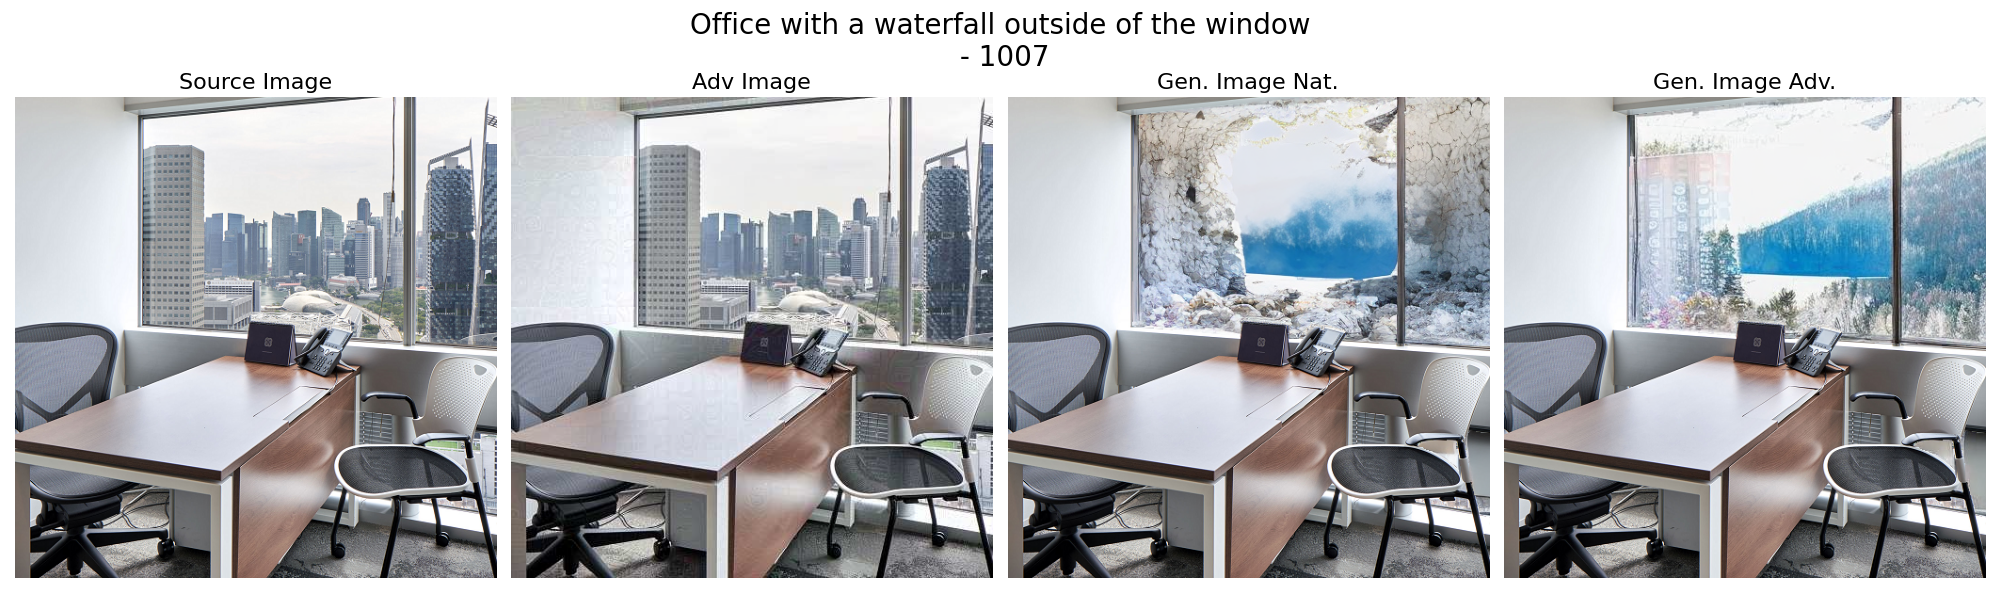 Office with a waterfall outside of the window
- 1007
Source Image
Adv Image
Gen. Image Nat.
Gen. Image Adv.